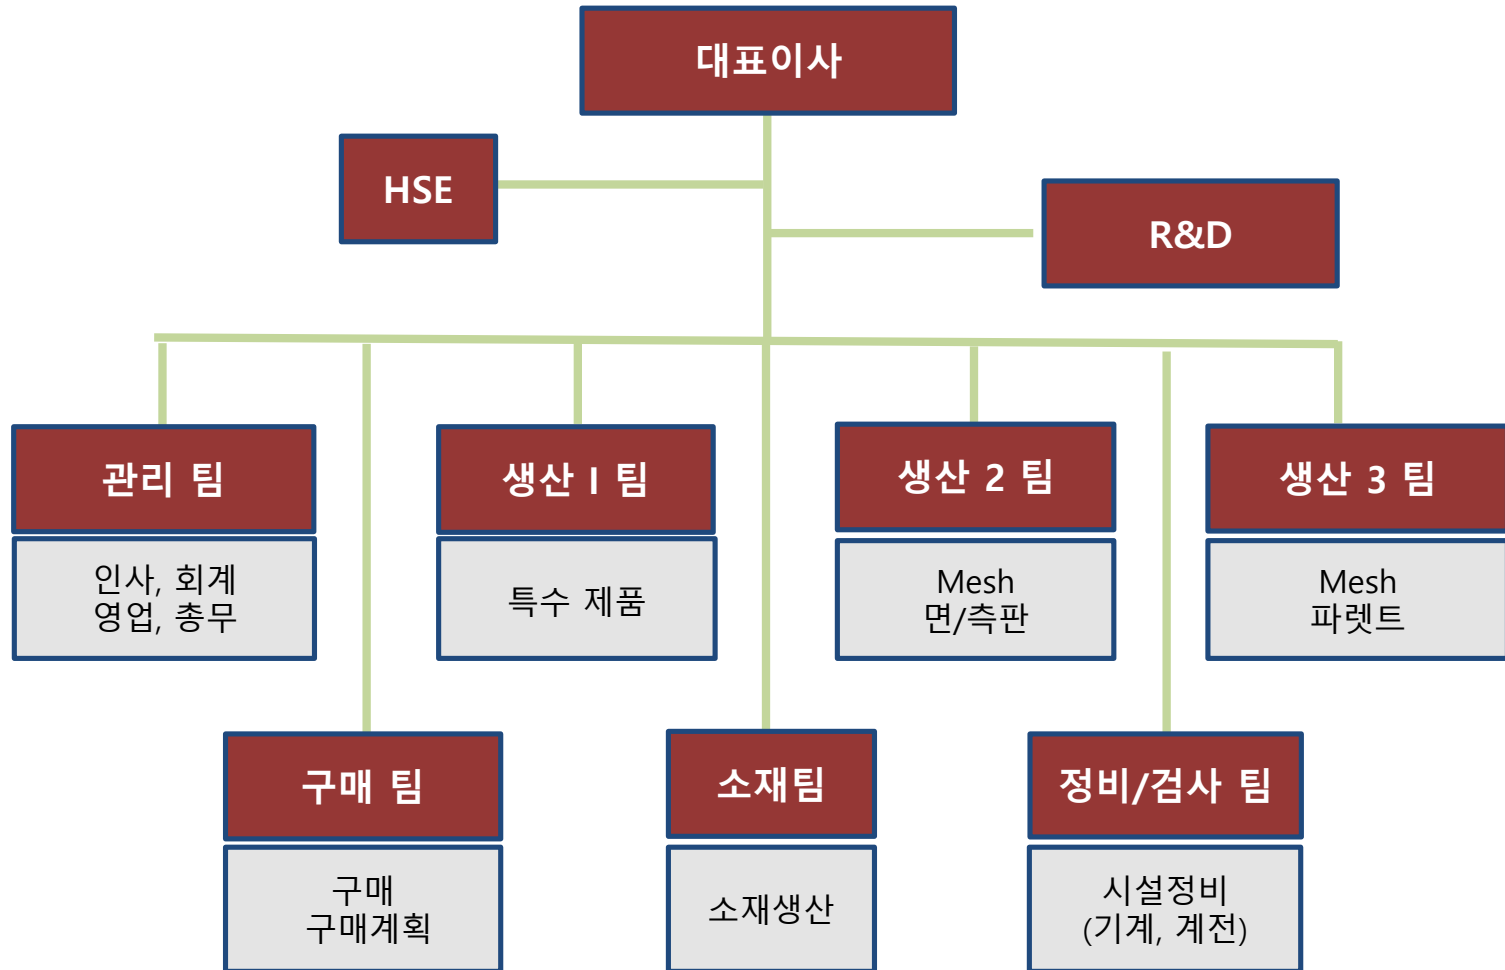 대표이사
HSE
R&D
관리 팀
생산 I 팀
생산 2 팀
생산 3 팀
인사, 회계
영업, 총무
특수 제품
Mesh
면/측판
Mesh
파렛트
구매 팀
소재팀
정비/검사 팀
구매
구매계획
소재생산
시설정비
(기계, 계전)